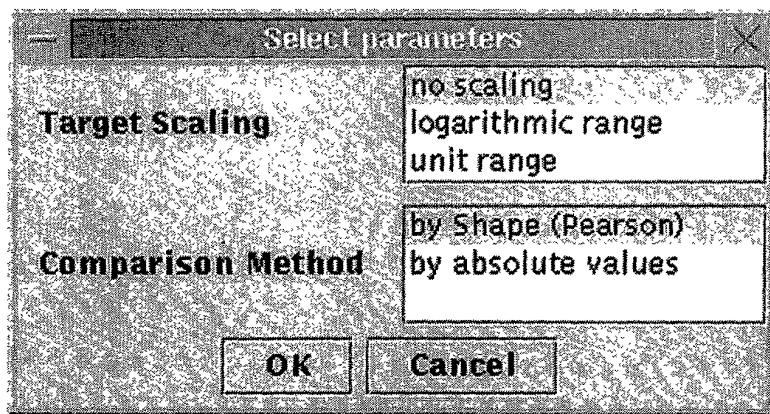 Select parameters
Target Scaling
no scaling
logarithmic range
unit range
Comparison Method
by Shape (Pearson)
by absolute values
OK
Cancel